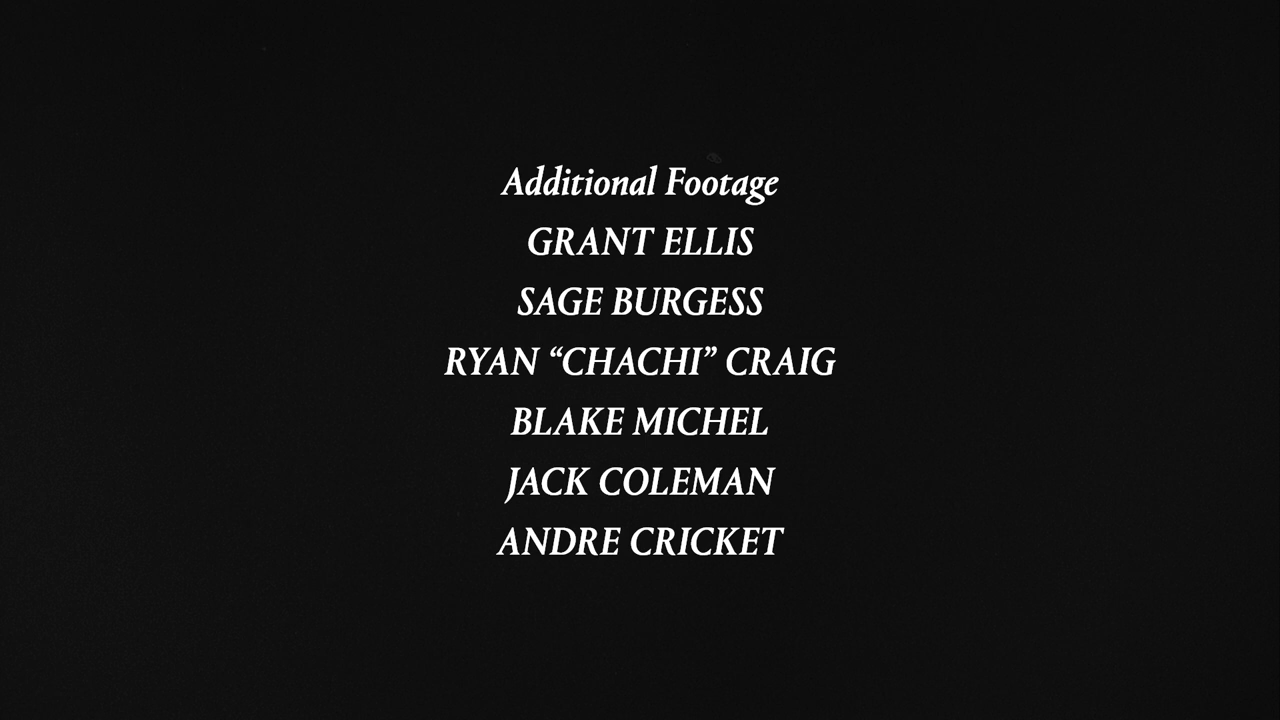 Additional Footage
GRANT ELLIS
SAGE BURGESS
RYAN “CHACHI” CRAIG
BLAKE MICHEL
JACK COLEMAN
ANDRE CRICKET